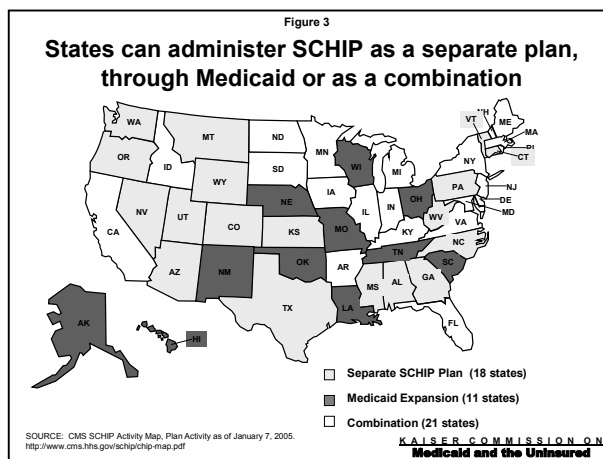 Figure 3
States can administer SCHIP as a separate plan,
through Medicaid or as a combination
WA
MT
ND
MN
VT
NH
ME
MA
CT
OR
ID
SD
WI
MI
NY
WY
NE
IA
PA
NJ
NV
UT
CO
KS
MO
IL
IN
OH
WV
VA
DE
MD
KY
CA
AZ
NM
OK
AR
TN
NC
SC
TX
LA
MS
AL
GA
FL
AK
HI
Separate SCHIP Plan (18 states)
Medicaid Expansion (11 states)
Combination (21 states)
SOURCE: CMS SCHIP Activity Map, Plan Activity as of January 7, 2005.
http://www.cms.hhs.gov/schip/chip-map.pdf
KAISER COMMISSION ON
Medicaid and the Uninsured